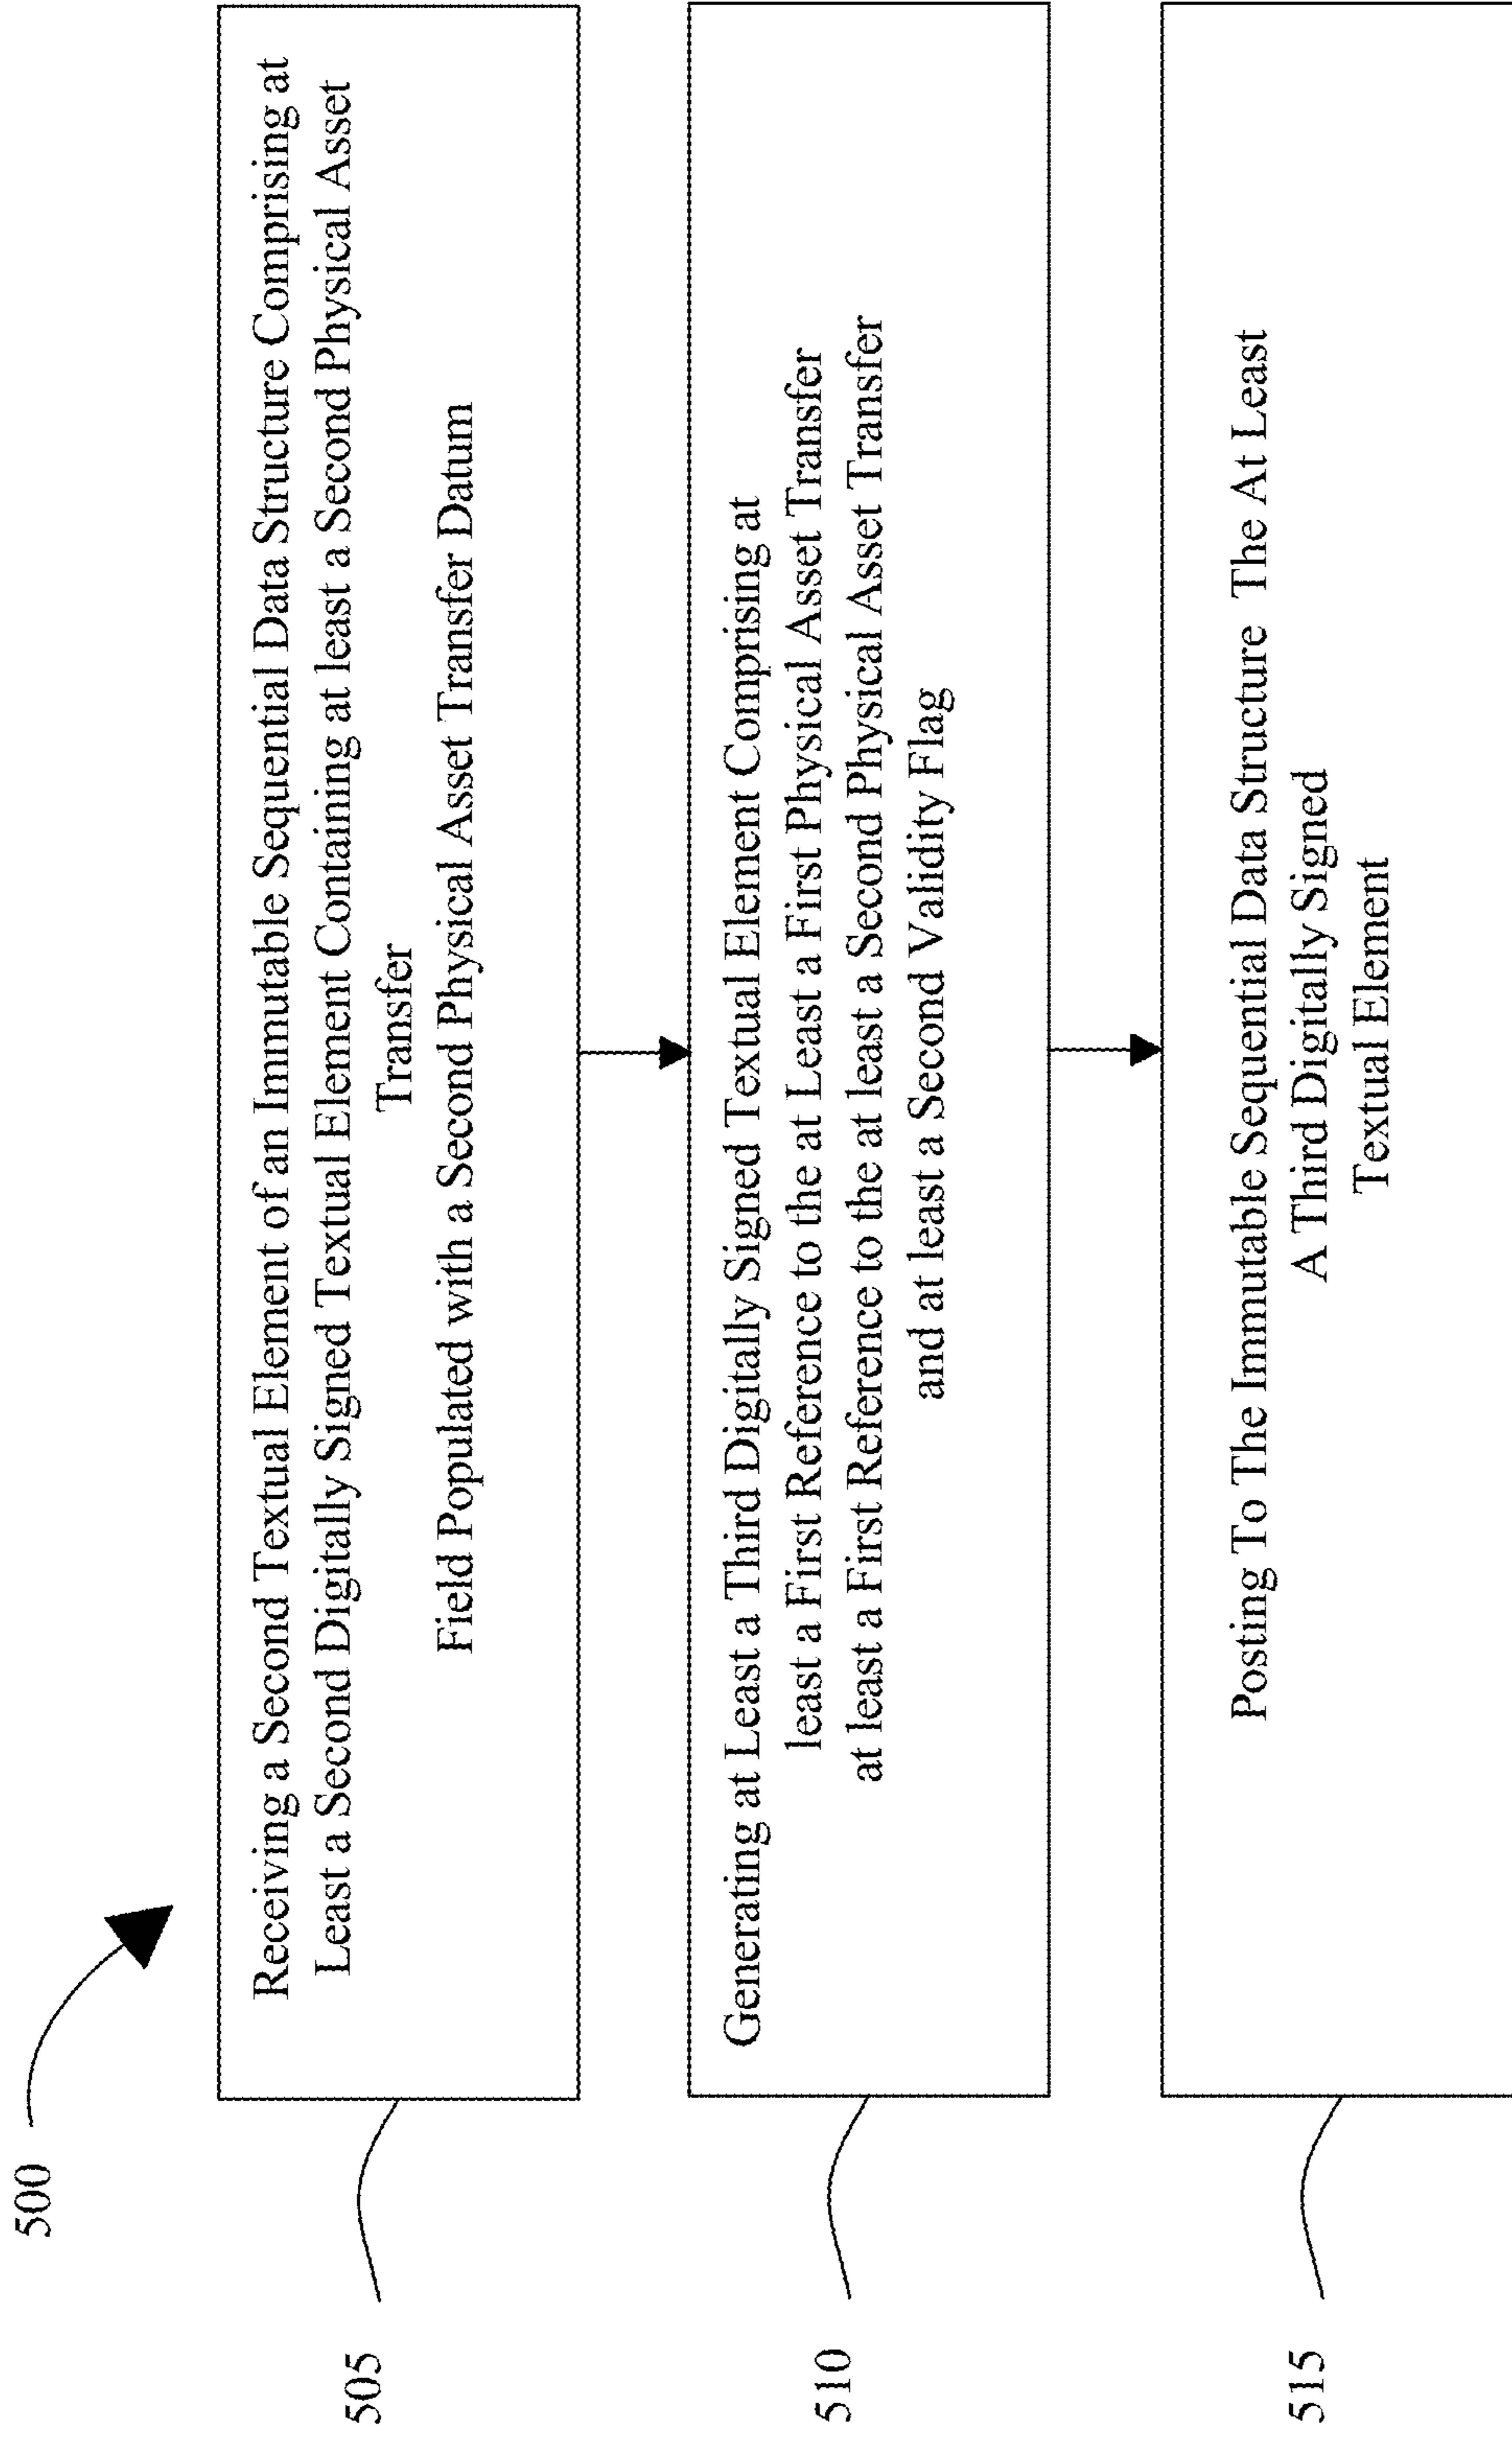 500
505
Receiving a Second Textual Element of an Immutable Sequential Data Structure Comprising at
Least a Second Digitally Signed Textual Element Containing at least a Second Physical Asset
Transfer
Field Populated with a Second Physical Asset Transfer Datum
510
Generating at Least a Third Digitally Signed Textual Element Comprising at
least a First Reference to the at Least a First Physical Asset Transfer
at least a First Reference to the at least a Second Physical Asset Transfer
and at least a Second Validity Flag
515
Posting To The Immutable Sequential Data Structure The At Least
A Third Digitally Signed
Textual Element